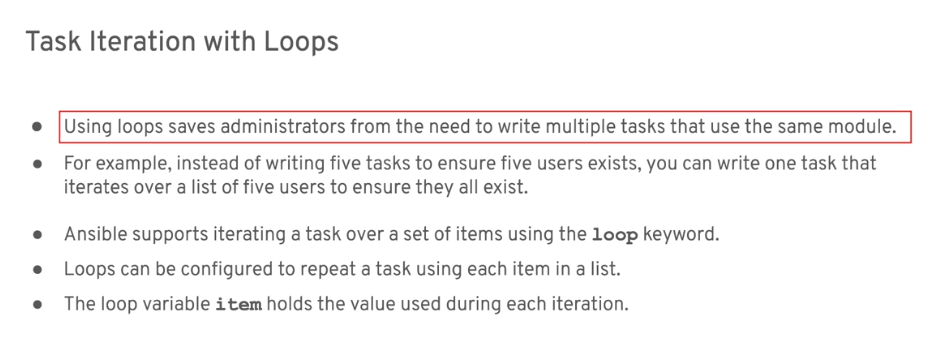 Task Iteration with Loops
● Using loops saves administrators from the need to write multiple tasks that use the same module.
● For example, instead of writing five tasks to ensure five users exists, you can write one task that
iterates over a list of five users to ensure they all exist.
● Ansible supports iterating a task over a set of items using the loop keyword.
● Loops can be configured to repeat a task using each item in a list.
● The loop variable item holds the value used during each iteration.